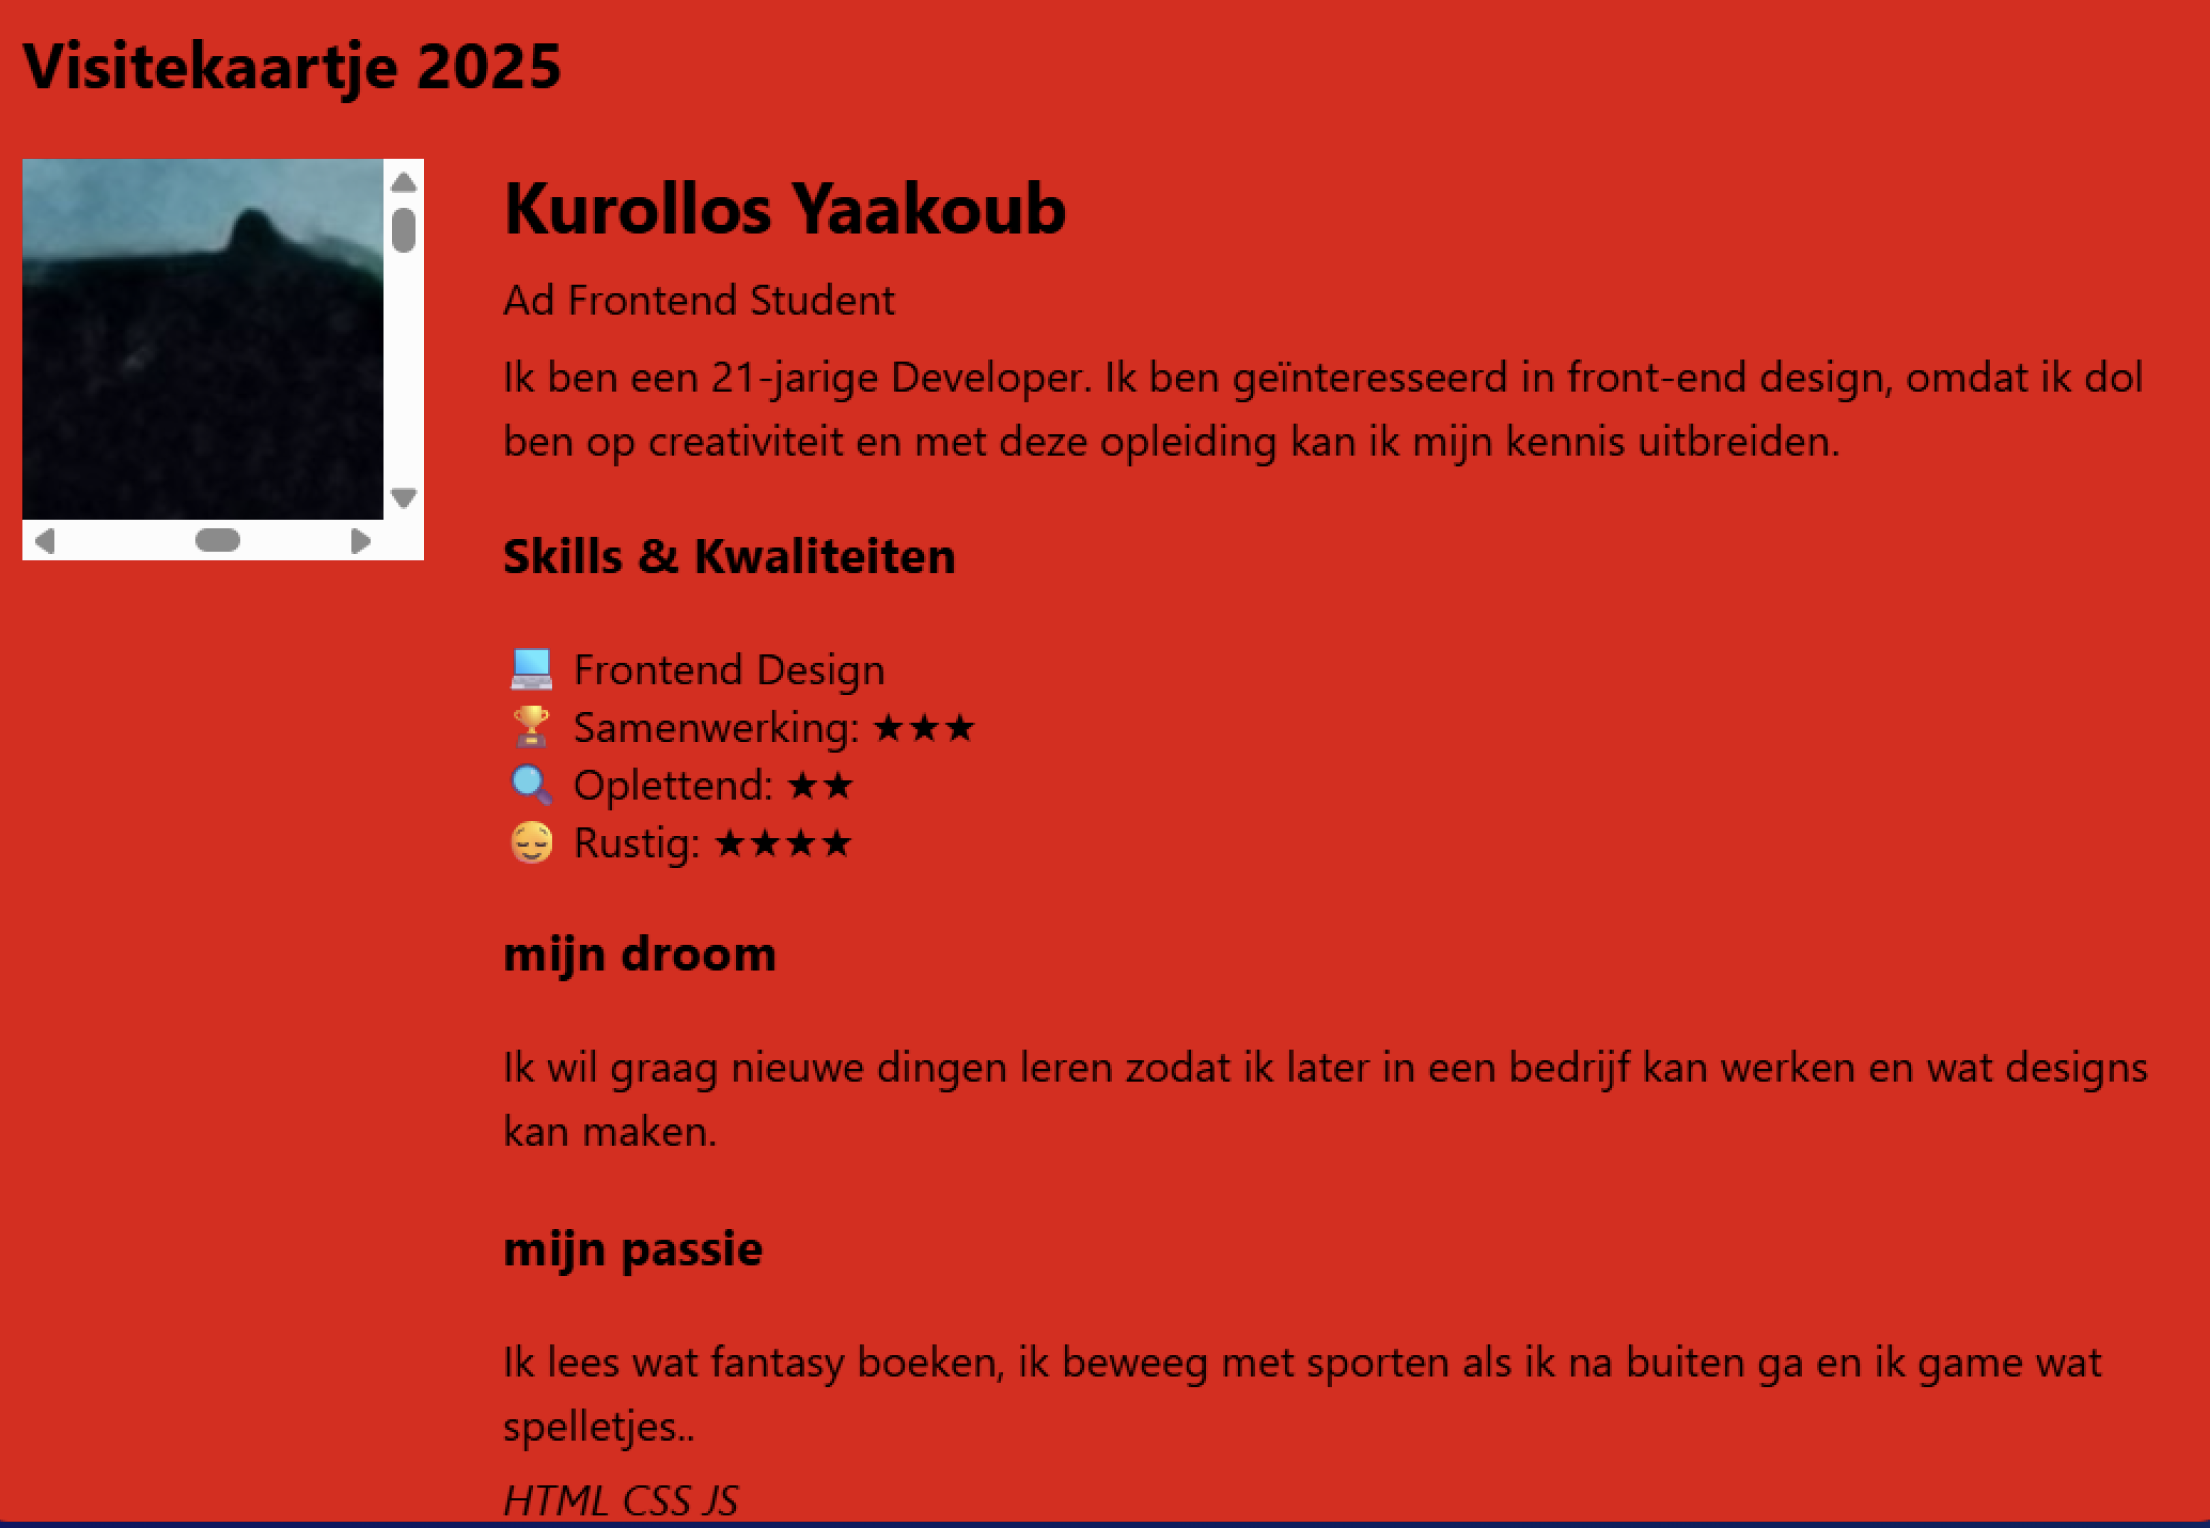 Visitekaartje 2025
Kurollos Yaakoub
Ad Frontend Student
Ik ben een 21-jarige Developer. Ik ben geïnteresseerd in front-end design, omdat ik dol
ben op creativiteit en met deze opleiding kan ik mijn kennis uitbreiden.
Skills & Kwaliteiten
💻 Frontend Design
🏆 Samenwerking: ★★★
🔍 Oplettend: ★★
😌 Rustig: ★★★★
mijn droom
Ik wil graag nieuwe dingen leren zodat ik later in een bedrijf kan werken en wat designs
kan maken.
mijn passie
Ik lees wat fantasy boeken, ik beweeg met sporten als ik na buiten ga en ik game wat
spelletjes..
HTML CSS JS